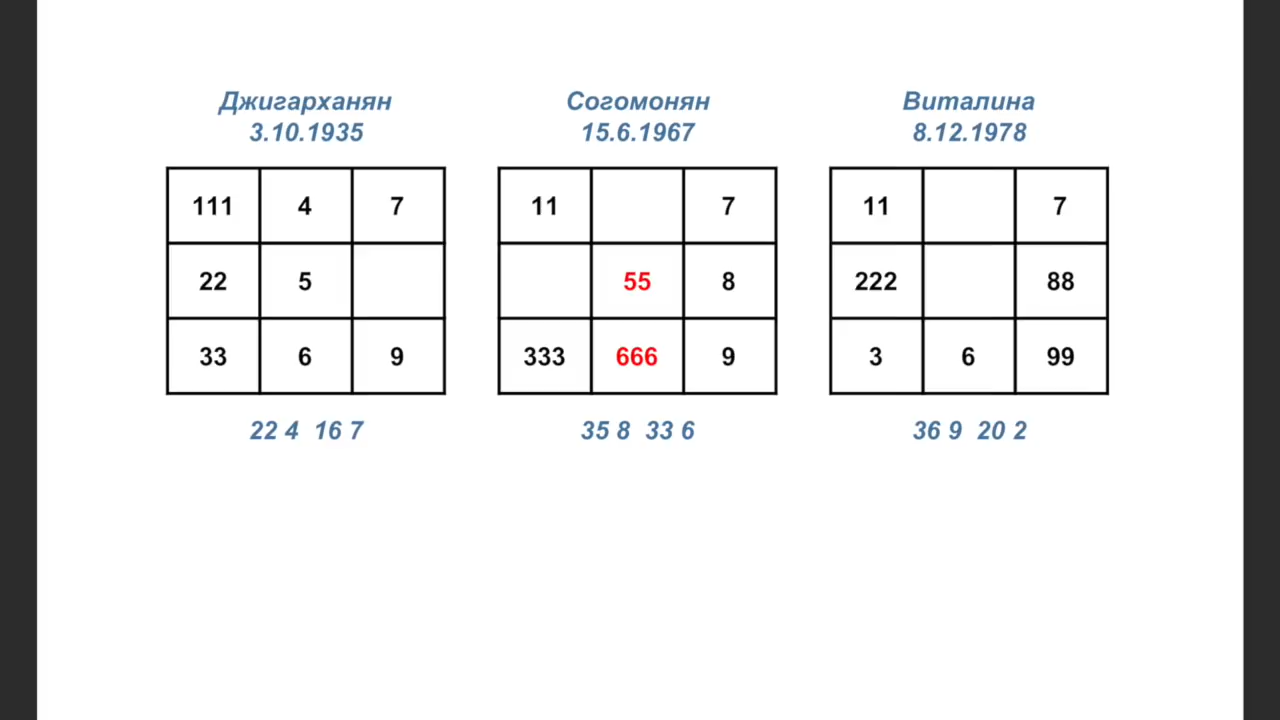 Джигарханян
3.10.1935
111 4 7
22 5
33 6 9
22 4 16 7
Согомонян
15.6.1967
11 7
55 8
333 666 9
35 8 33 6
Виталина
8.12.1978
11 7
222 88
3 6 99
36 9 20 2